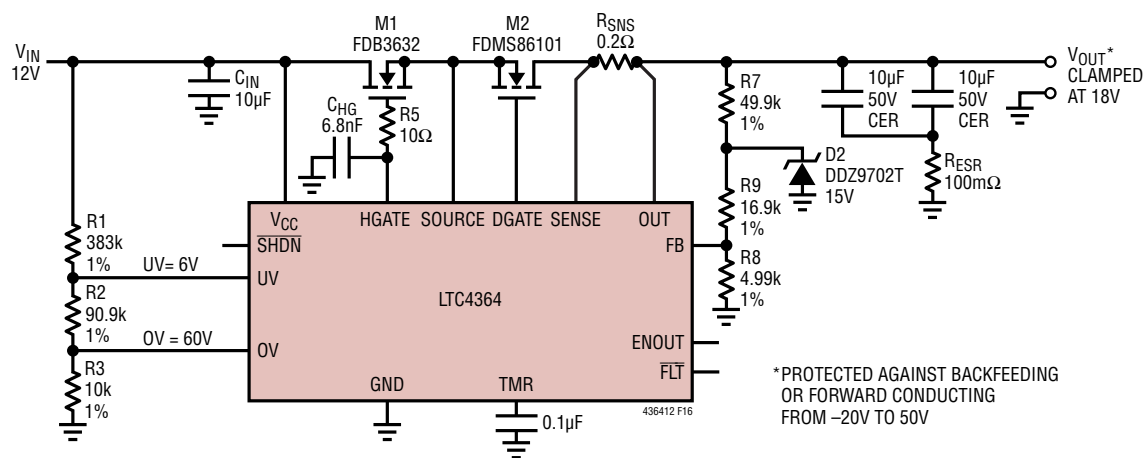 VIN
12V
CIN
10µF
M1
FDB3632
M2
FDMS86101
RSNS
0.2Ω
VOUT*
CLAMPED
AT 18V
CHG
6.8nF
R5
10Ω
R7
49.9k
1%
10µF
50V
CER
10µF
50V
CER
D2
DDZ9702T
15V
RESR
100mΩ
R9
16.9k
1%
R8
4.99k
1%
R1
383k
1%
R2
90.9k
1%
R3
10k
1%
UV= 6V
OV = 60V
VCC
HGATE
SOURCE
DGATE
SENSE
OUT
SHDN
UV
OV
FB
LTC4364
ENOUT
FLT
GND
TMR
436412 F16
0.1µF
*PROTECTED AGAINST BACKFEEDING
OR FORWARD CONDUCTING
FROM –20V TO 50V